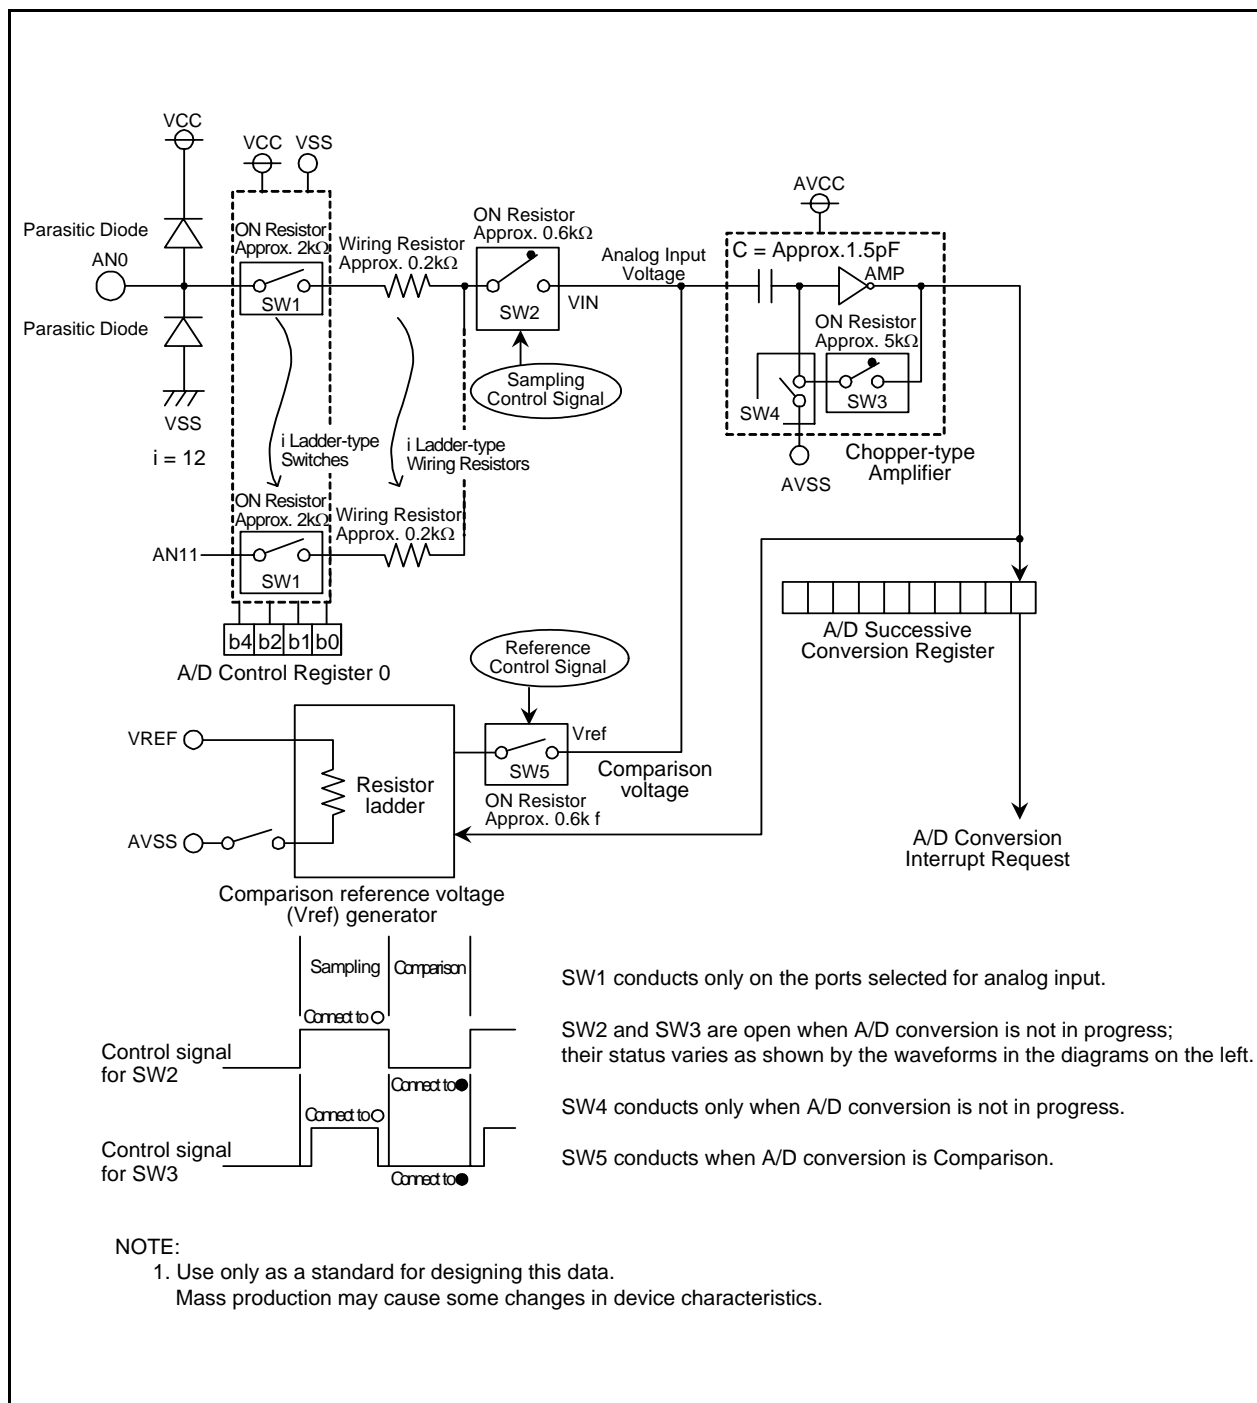 VCC
VCC VSS
AVCC
Parasitic Diode
AN0
Parasitic Diode
VSS
i = 12
ON Resistor
Approx. 2kΩ
SW1
Wiring Resistor
Approx. 0.2kΩ
ON Resistor
Approx. 0.6kΩ
SW2
VIN
Analog Input
Voltage
Sampling
Control Signal
C = Approx.1.5pF
AMP
ON Resistor
Approx. 5kΩ
SW3
SW4
AVSS
Chopper-type
Amplifier
i Ladder-type
Switches
i Ladder-type
Wiring Resistors
ON Resistor
Approx. 2kΩ
Wiring Resistor
Approx. 0.2kΩ
AN11
SW1
b4 b2 b1 b0
A/D Control Register 0
A/D Successive
Conversion Register
Reference
Control Signal
VREF
AVSS
Resistor
ladder
Vref
SW5
Comparison
voltage
ON Resistor
Approx. 0.6k f
A/D Conversion
Interrupt Request
Comparison reference voltage
(Vref) generator
Sampling Comparison
Connect to
Control signal
for SW2
Connect to
Connect to
Control signal
for SW3
Connect to
SW1 conducts only on the ports selected for analog input.
SW2 and SW3 are open when A/D conversion is not in progress;
their status varies as shown by the waveforms in the diagrams on the left.
SW4 conducts only when A/D conversion is not in progress.
SW5 conducts when A/D conversion is Comparison.
NOTE:
1. Use only as a standard for designing this data.
Mass production may cause some changes in device characteristics.